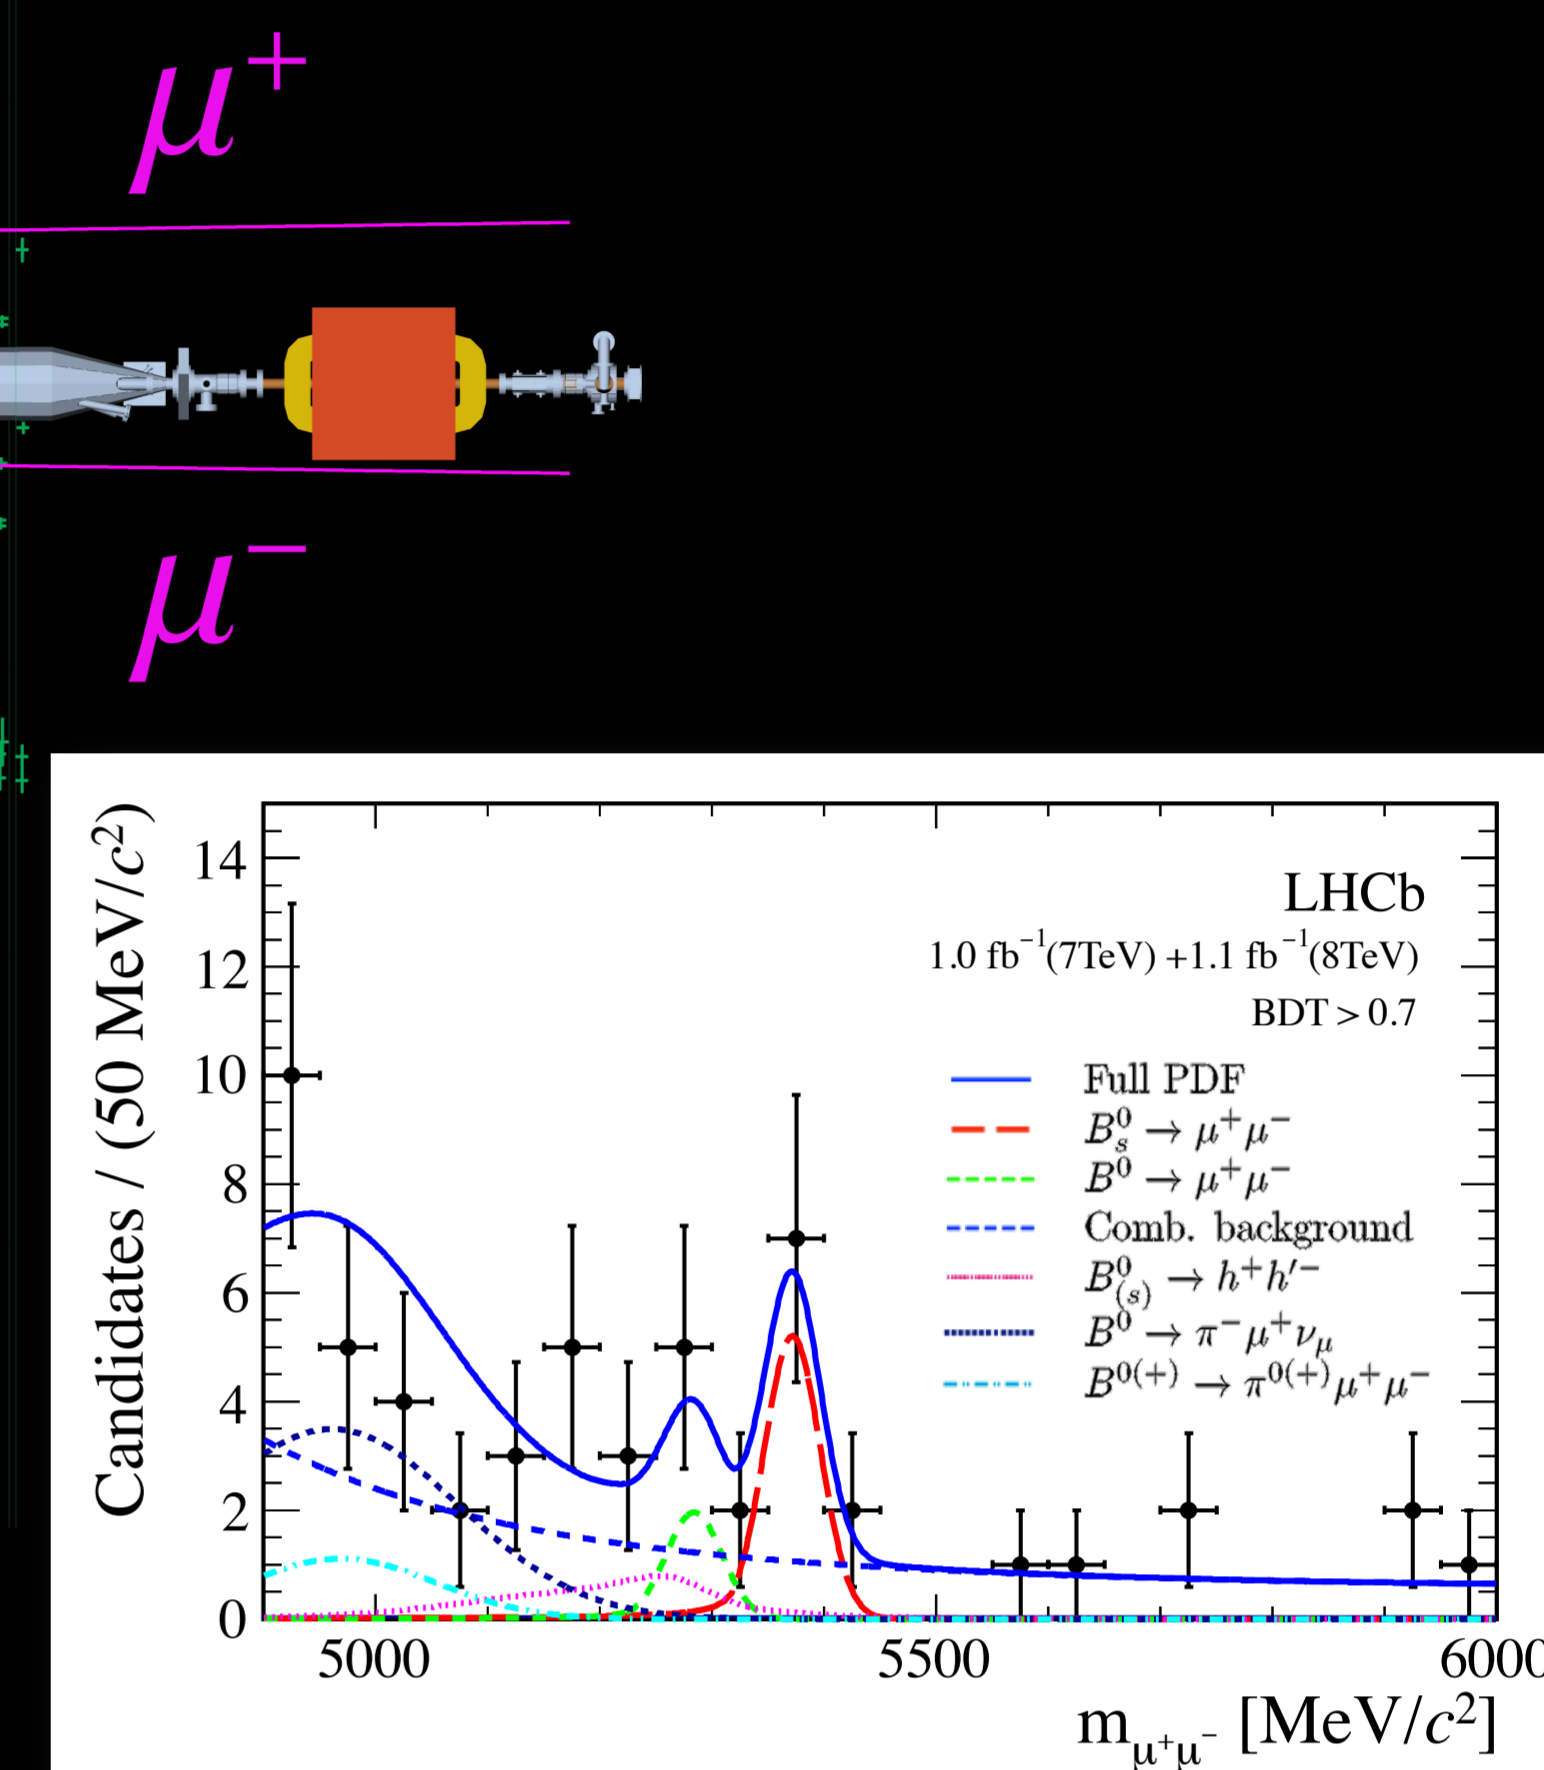 μ⁺
μ⁻
Candidates / (50 MeV/c²)
14
12
10
8
6
4
2
0
LHCb
1.0 fb⁻¹(7TeV) +1.1 fb⁻¹(8TeV)
BDT > 0.7
Full PDF
B⁰ₛ → μ⁺μ⁻
B⁰ → μ⁺μ⁻
Comb. background
B⁰₍ₛ₎ → h⁺h′⁻
B⁰ → π⁻μ⁺ν_μ
B⁰⁽⁺⁾ → π⁰⁽⁺⁾μ⁺μ⁻
5000 5500 6000
m_μ⁺μ⁻ [MeV/c²]